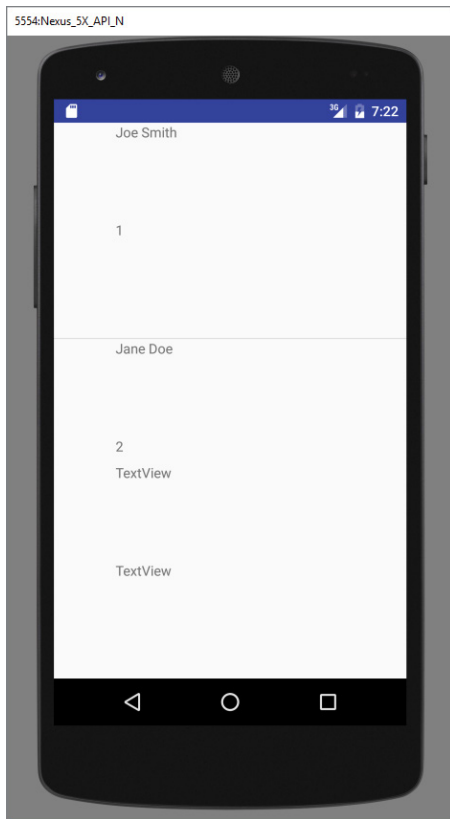 5554:Nexus_5X_API_N
3G 7:22
Joe Smith
1
Jane Doe
2
TextView
TextView